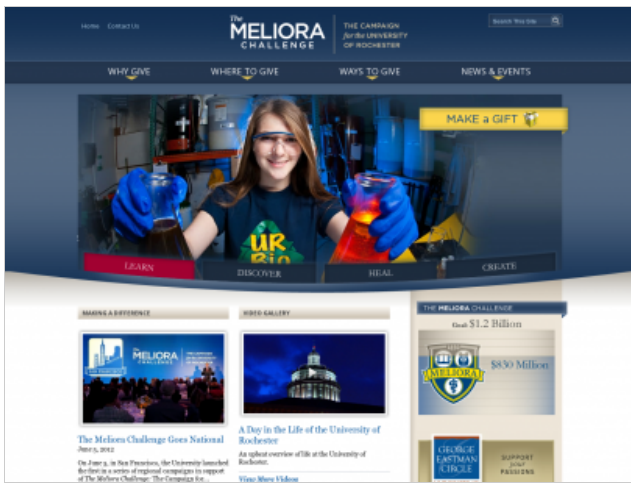 Home
Contact Us
The
MELIORA
CHALLENGE
THE CAMPAIGN
for the UNIVERSITY
OF ROCHESTER
Search This Site
WHY GIVE
WHERE TO GIVE
WAYS TO GIVE
NEWS & EVENTS
MAKE a GIFT
UR
Bio
LEARN
DISCOVER
HEAL
CREATE
MAKING A DIFFERENCE
VIDEO GALLERY
THE MELIORA CHALLENGE
Goal: $1.2 Billion
$830 Million
MELIORA
The
MELIORA
CHALLENGE
The Meliora Challenge Goes National
June 5, 2012
On June 5, in San Francisco, the University launched
the first in a series of regional campaigns in support
of The Meliora Challenge: The Campaign for...
A Day in the Life of the University of
Rochester
An upbeat overview of life at the University of
Rochester.
View More Videos
GEORGE
EASTMAN
CIRCLE
SUPPORT
your
PASSIONS